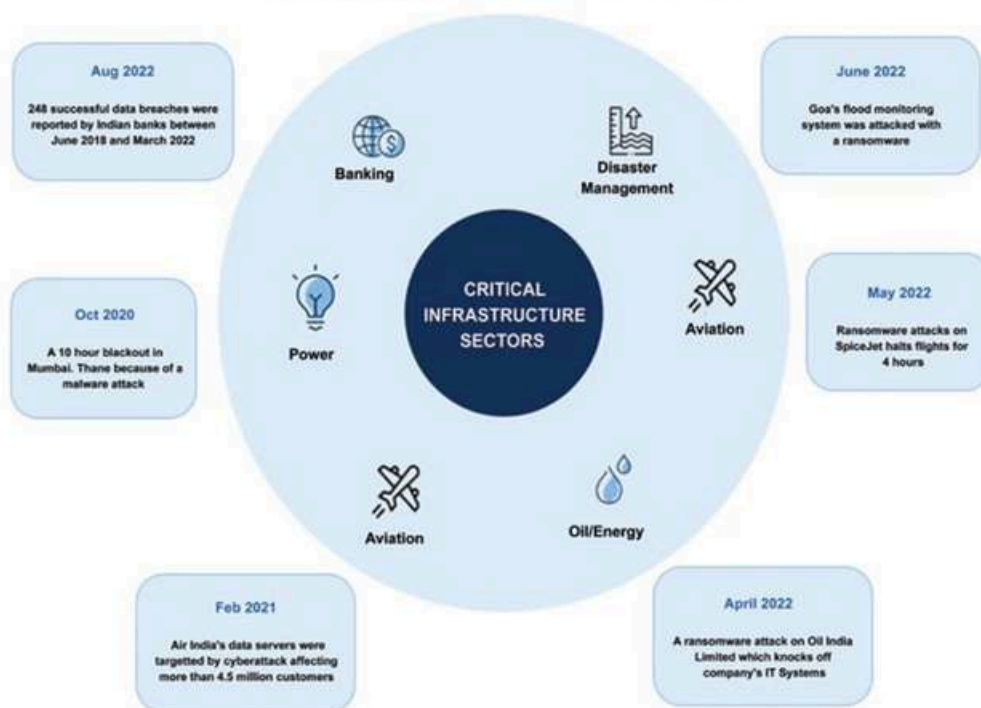 Aug 2022
248 successful data breaches were
reported by Indian banks between
June 2018 and March 2022
June 2022
Goa's flood monitoring
system was attacked with
a ransomware
Banking
Disaster
Management
CRITICAL
INFRASTRUCTURE
SECTORS
Oct 2020
A 10 hour blackout in
Mumbai. Thane because of a
malware attack
Power
Aviation
May 2022
Ransomware attacks on
SpiceJet halts flights for
4 hours
Aviation
Oil/Energy
Feb 2021
Air India's data servers were
targetted by cyberattack affecting
more than 4.5 million customers
April 2022
A ransomware attack on Oil India
Limited which knocks off
company's IT Systems